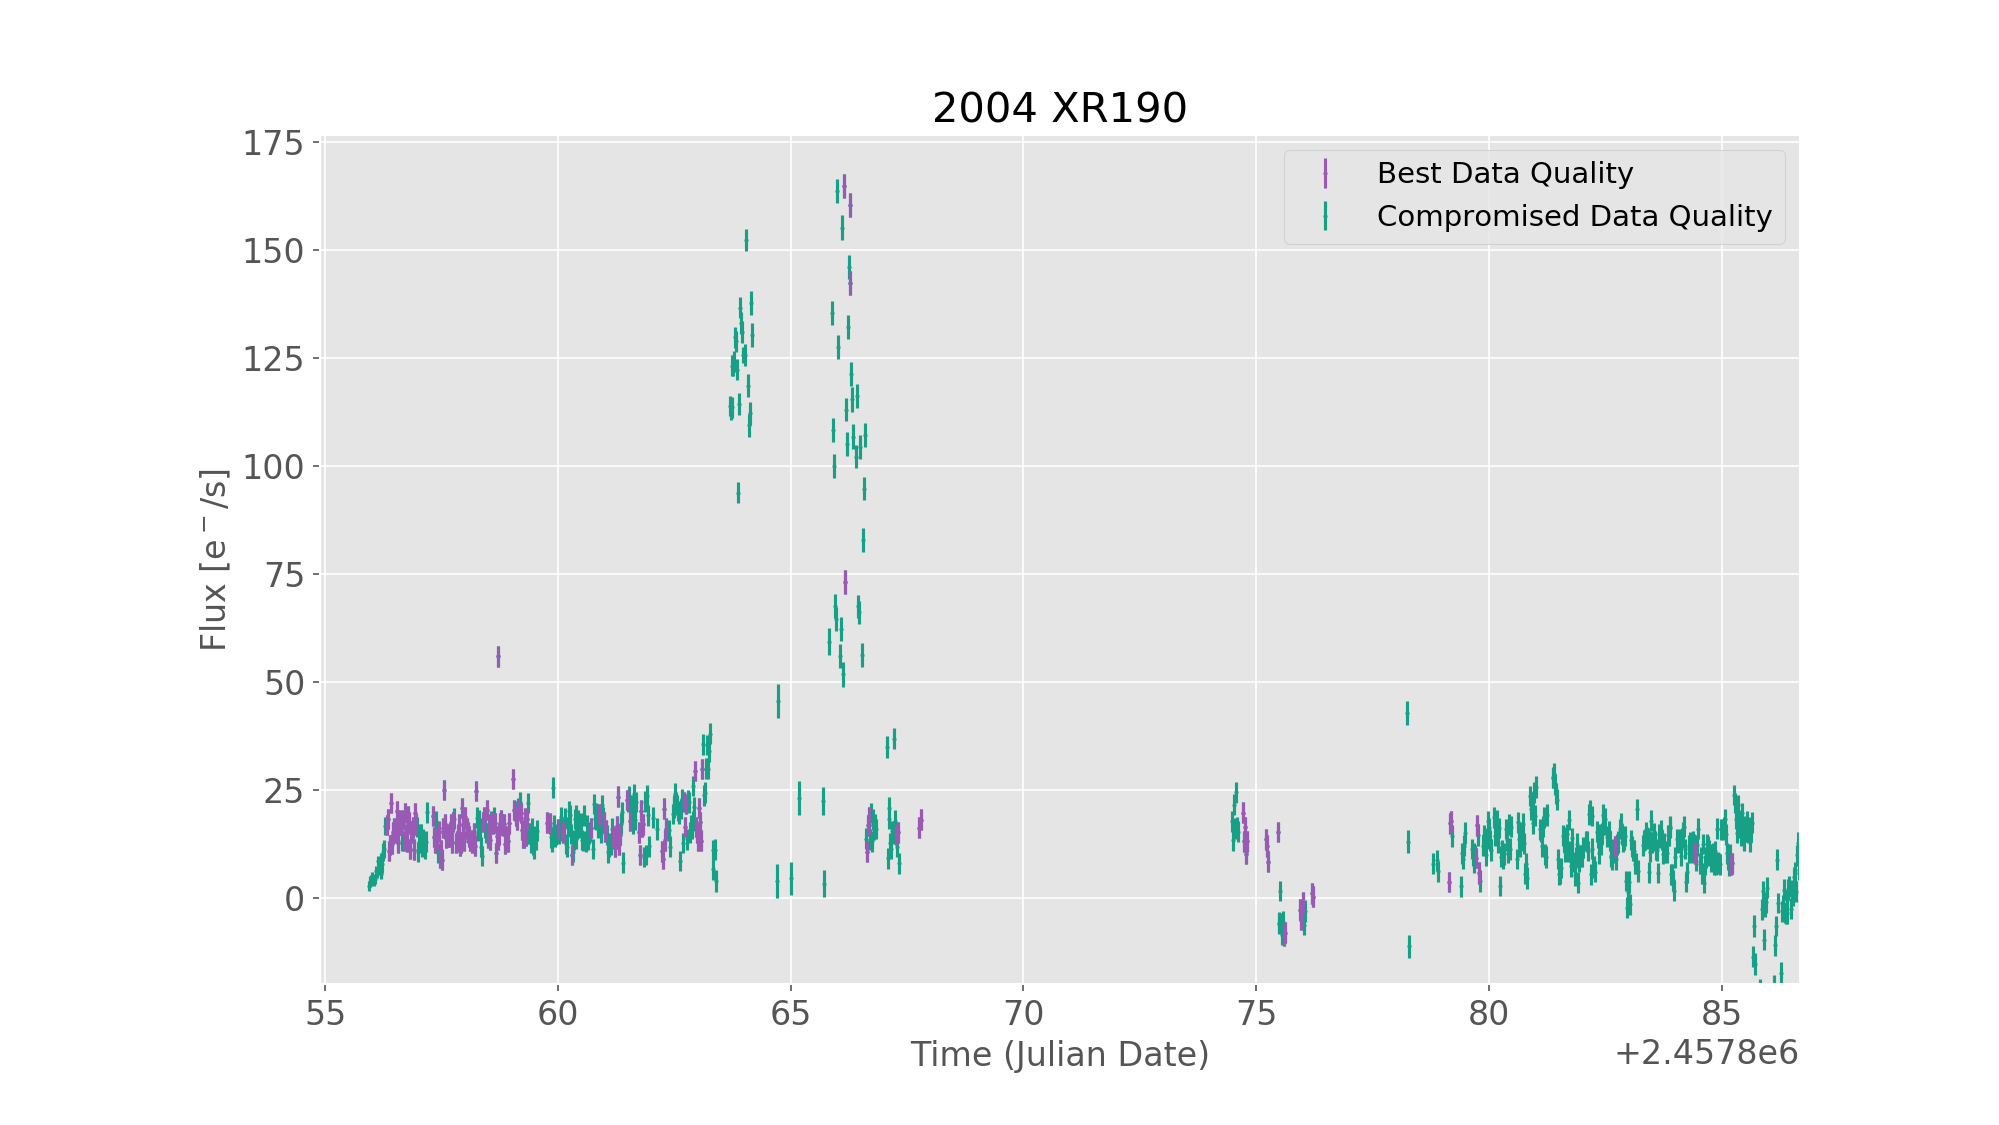 2004 XR190
Best Data Quality
Compromised Data Quality
175
150
125
100
75
50
25
0
Flux [e⁻/s]
55 60 65 70 75 80 85
Time (Julian Date)
+2.4578e6